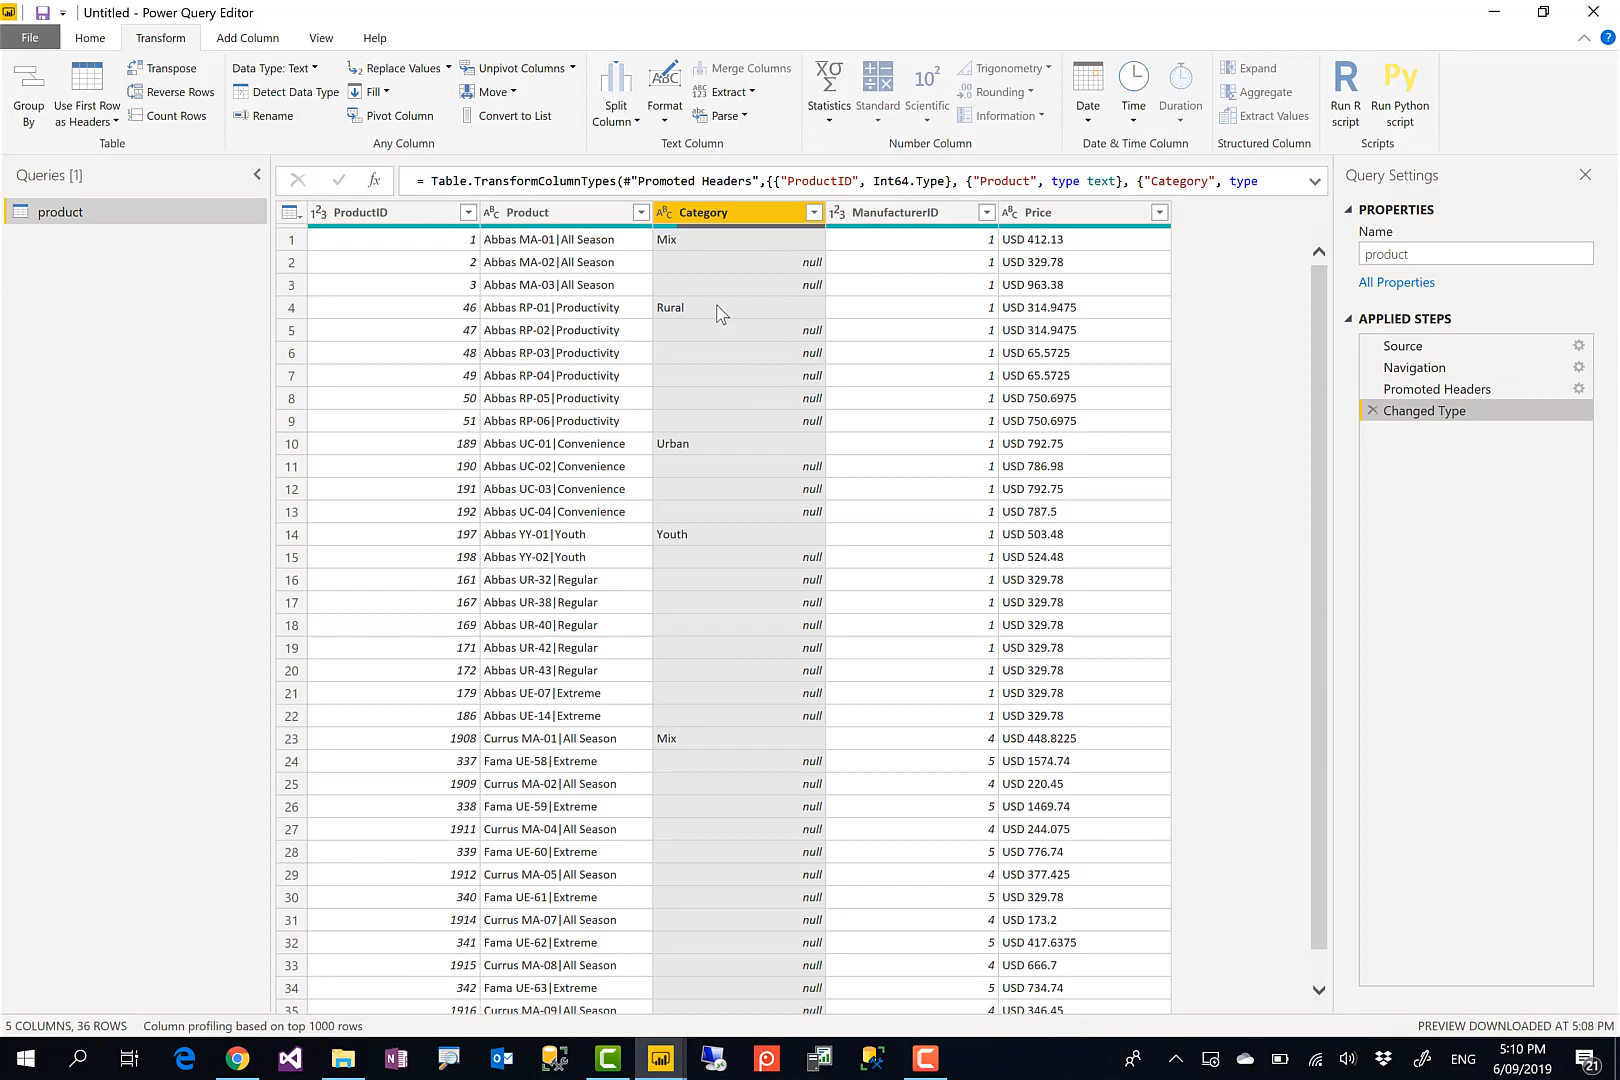 Untitled - Power Query Editor
File Home Transform Add Column View Help
Group By
Use First Row as Headers
Transpose
Reverse Rows
Count Rows
Table
Data Type: Text
Detect Data Type
Rename
Replace Values
Fill
Pivot Column
Unpivot Columns
Move
Convert to List
Any Column
Split Column
Format
Merge Columns
Extract
Parse
Text Column
Statistics
Standard
Scientific
Trigonometry
Rounding
Information
Number Column
Date
Time
Duration
Date & Time Column
Expand
Aggregate
Extract Values
Structured Column
Run R script
Run Python script
Scripts
Queries [1]
product
= Table.TransformColumnTypes(#"Promoted Headers",{{"ProductID", Int64.Type}, {"Product", type text}, {"Category", type
ProductID Product Category ManufacturerID Price
1 1 Abbas MA-01|All Season Mix 1 USD 412.13
2 2 Abbas MA-02|All Season null 1 USD 329.78
3 3 Abbas MA-03|All Season null 1 USD 963.38
4 46 Abbas RP-01|Productivity Rural 1 USD 314.9475
5 47 Abbas RP-02|Productivity null 1 USD 314.9475
6 48 Abbas RP-03|Productivity null 1 USD 65.5725
7 49 Abbas RP-04|Productivity null 1 USD 65.5725
8 50 Abbas RP-05|Productivity null 1 USD 750.6975
9 51 Abbas RP-06|Productivity null 1 USD 750.6975
10 189 Abbas UC-01|Convenience Urban 1 USD 792.75
11 190 Abbas UC-02|Convenience null 1 USD 786.98
12 191 Abbas UC-03|Convenience null 1 USD 792.75
13 192 Abbas UC-04|Convenience null 1 USD 787.5
14 197 Abbas YY-01|Youth Youth 1 USD 503.48
15 198 Abbas YY-02|Youth null 1 USD 524.48
16 161 Abbas UR-32|Regular null 1 USD 329.78
17 167 Abbas UR-38|Regular null 1 USD 329.78
18 169 Abbas UR-40|Regular null 1 USD 329.78
19 171 Abbas UR-42|Regular null 1 USD 329.78
20 172 Abbas UR-43|Regular null 1 USD 329.78
21 179 Abbas UE-07|Extreme null 1 USD 329.78
22 186 Abbas UE-14|Extreme null 1 USD 329.78
23 1908 Currus MA-01|All Season Mix 4 USD 448.8225
24 337 Fama UE-58|Extreme null 5 USD 1574.74
25 1909 Currus MA-02|All Season null 4 USD 220.45
26 338 Fama UE-59|Extreme null 5 USD 1469.74
27 1911 Currus MA-04|All Season null 4 USD 244.075
28 339 Fama UE-60|Extreme null 5 USD 776.74
29 1912 Currus MA-05|All Season null 4 USD 377.425
30 340 Fama UE-61|Extreme null 5 USD 329.78
31 1914 Currus MA-07|All Season null 4 USD 173.2
32 341 Fama UE-62|Extreme null 5 USD 417.6375
33 1915 Currus MA-08|All Season null 4 USD 666.7
34 342 Fama UE-63|Extreme null 5 USD 734.74
35 1916 Currus MA-09|All Season null 4 USD 346.45
Query Settings
PROPERTIES
Name
product
All Properties
APPLIED STEPS
Source
Navigation
Promoted Headers
Changed Type
5 COLUMNS, 36 ROWS Column profiling based on top 1000 rows
PREVIEW DOWNLOADED AT 5:08 PM
ENG
5:10 PM
6/09/2019
21